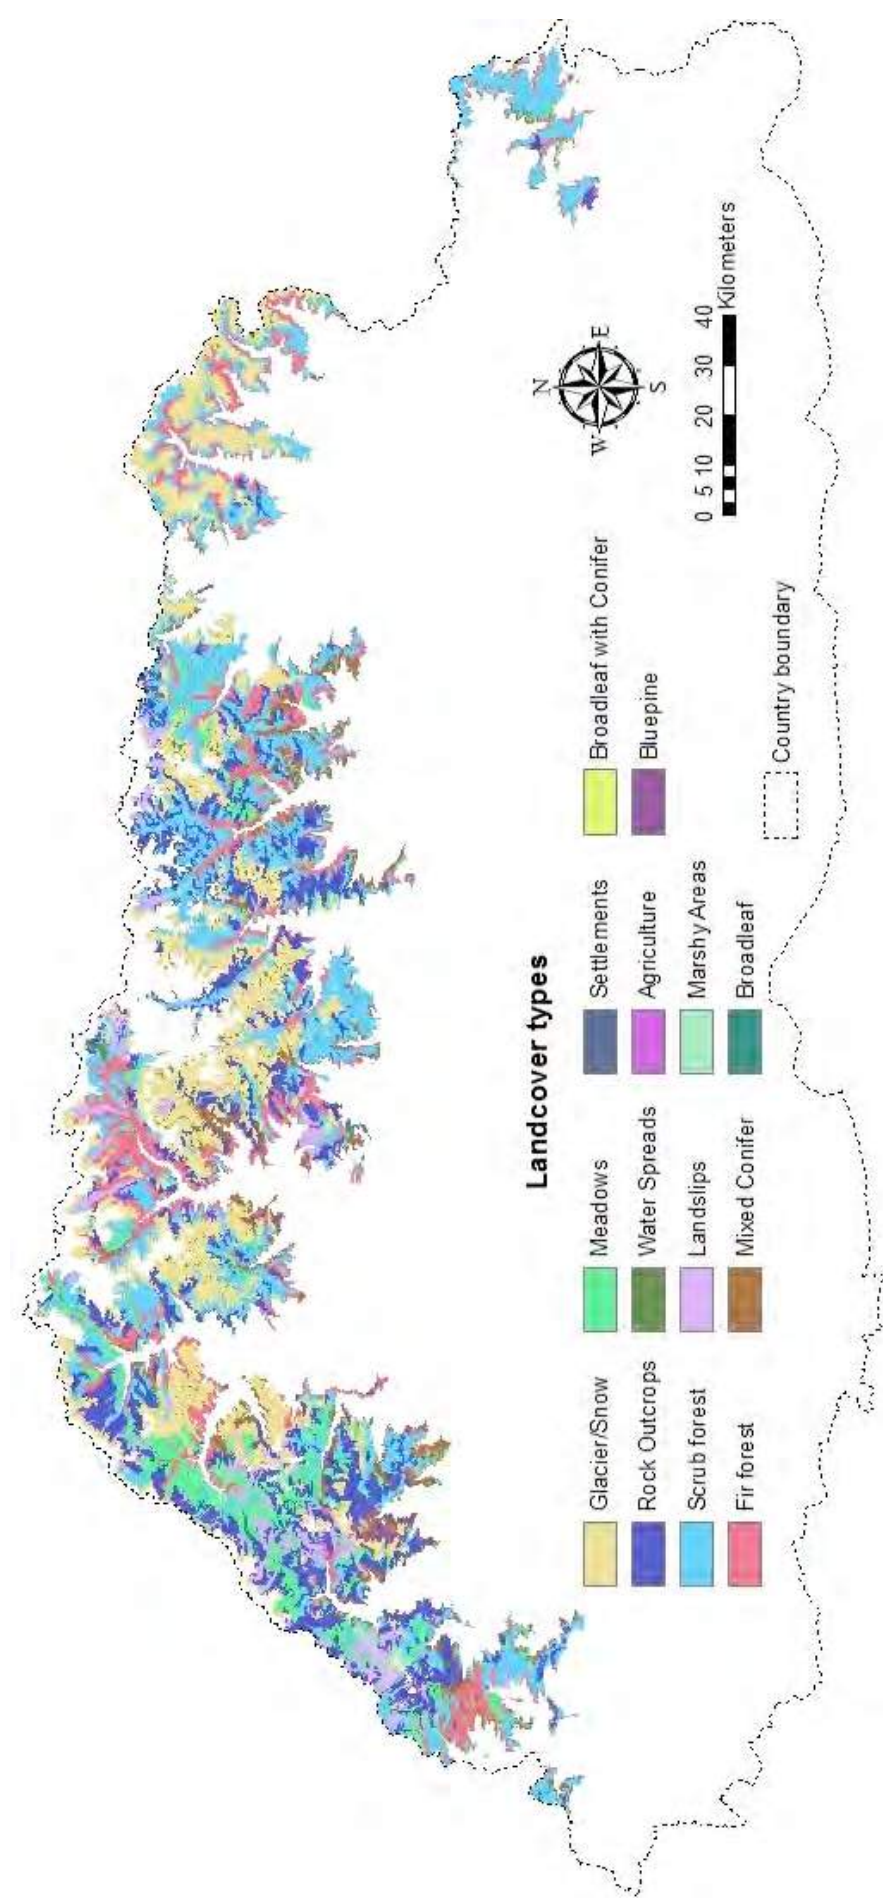 N
W E
S
0 5 10 20 30 40
Kilometers
Landcover types
Glacier/Snow
Rock Outcrops
Scrub forest
Fir forest
Meadows
Water Spreads
Landslips
Mixed Conifer
Settlements
Agriculture
Marshy Areas
Broadleaf
Broadleaf with Conifer
Bluepine
Country boundary